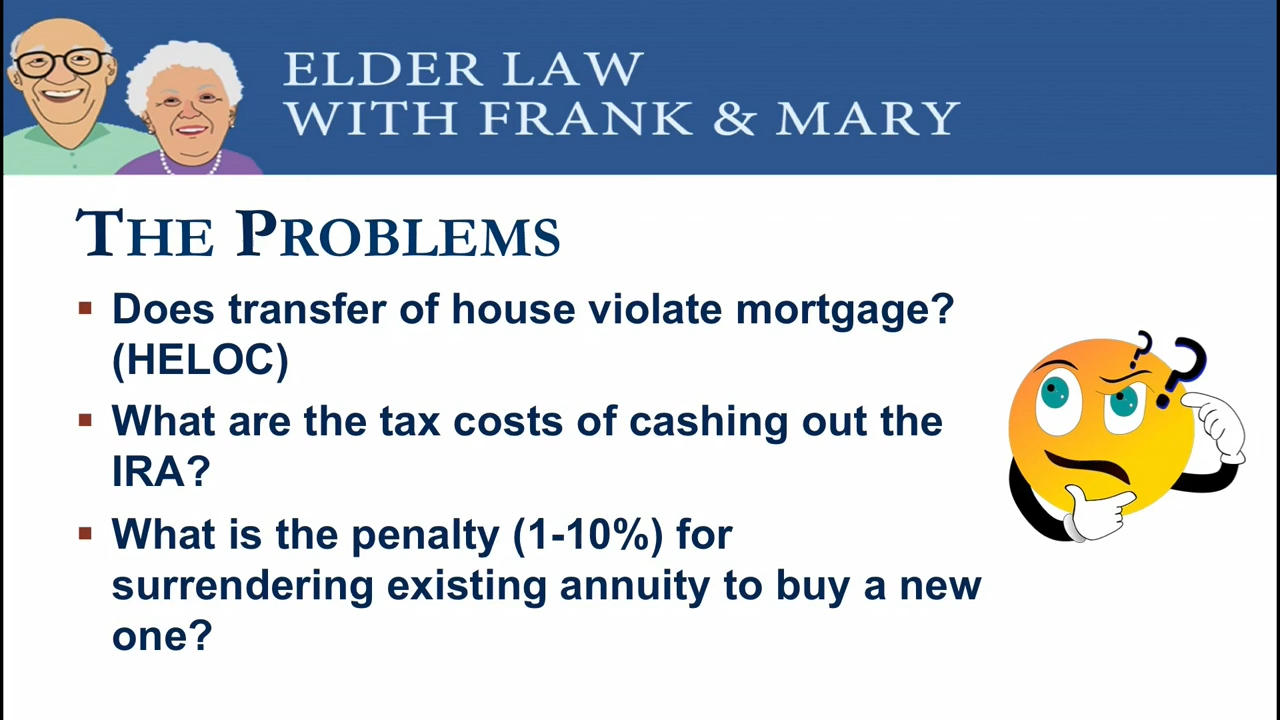 ELDER LAW
WITH FRANK & MARY
THE PROBLEMS
▪ Does transfer of house violate mortgage?
(HELOC)
▪ What are the tax costs of cashing out the
IRA?
▪ What is the penalty (1-10%) for
surrendering existing annuity to buy a new
one?
? ?